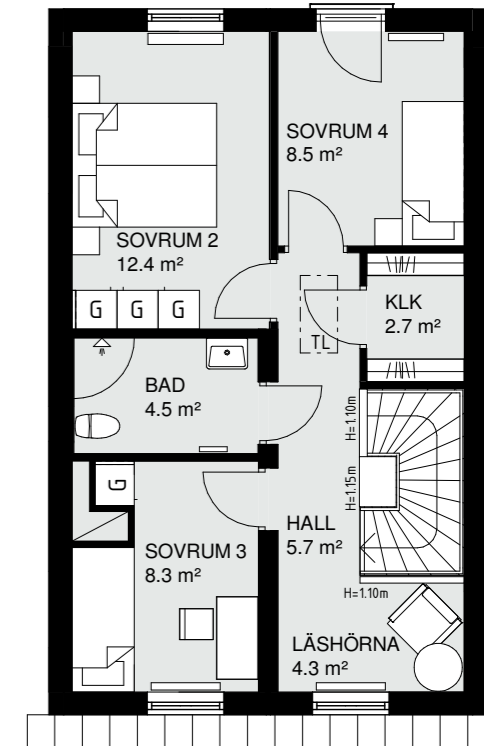 SOVRUM 4
8.5 m²
SOVRUM 2
12.4 m²
G G G
KLK
2.7 m²
TL
BAD
4.5 m²
H=1.10m
H=1.15m
G
HALL
5.7 m²
SOVRUM 3
8.3 m²
H=1.10m
LÄSHÖRNA
4.3 m²